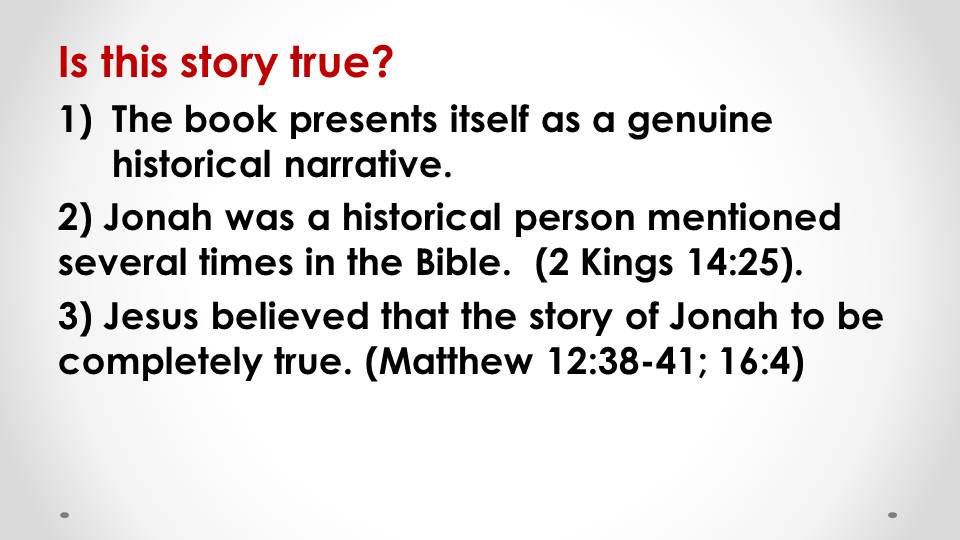 Is this story true?
1) The book presents itself as a genuine
historical narrative.
2) Jonah was a historical person mentioned
several times in the Bible.  (2 Kings 14:25).
3) Jesus believed that the story of Jonah to be
completely true. (Matthew 12:38-41; 16:4)